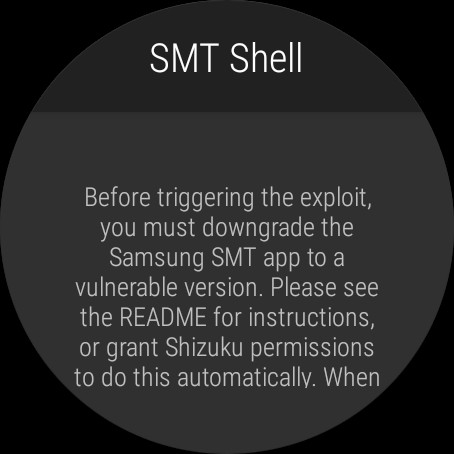 SMT Shell
Before triggering the exploit,
you must downgrade the
Samsung SMT app to a
vulnerable version. Please see
the README for instructions,
or grant Shizuku permissions
to do this automatically. When